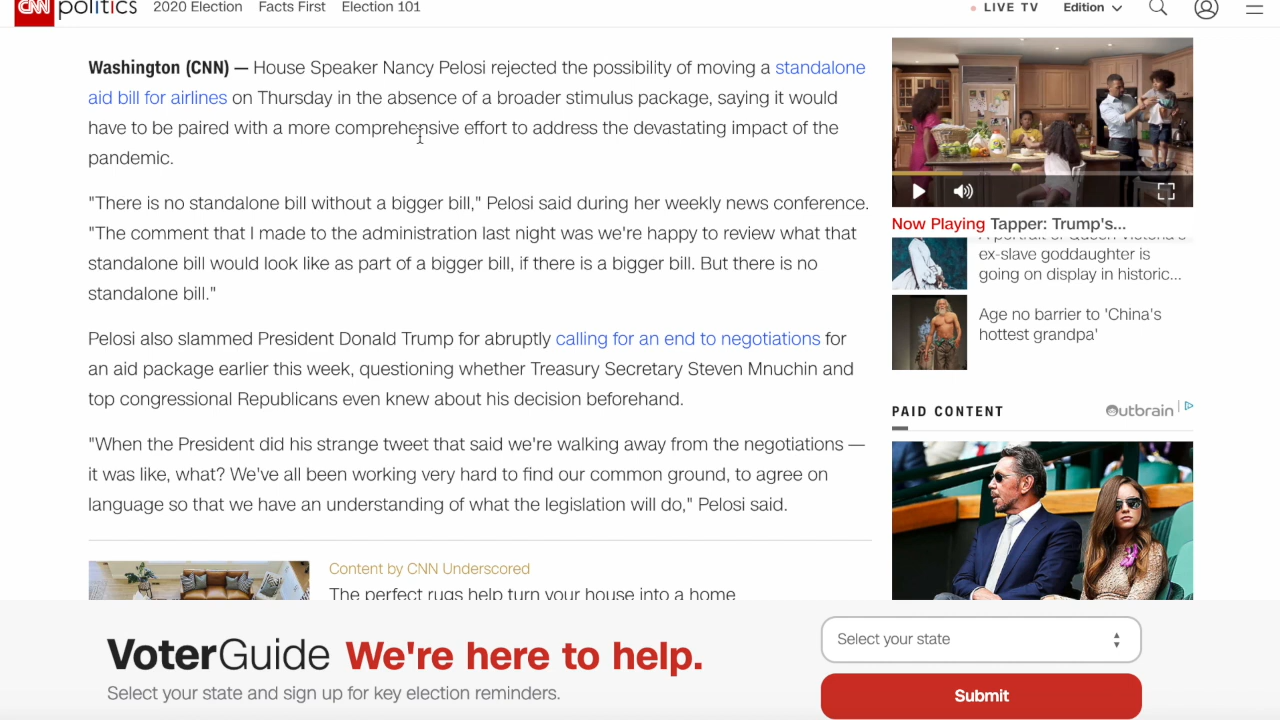 CNN politics 2020 Election Facts First Election 101 LIVE TV Edition
Washington (CNN) — House Speaker Nancy Pelosi rejected the possibility of moving a standalone
aid bill for airlines on Thursday in the absence of a broader stimulus package, saying it would
have to be paired with a more comprehensive effort to address the devastating impact of the
pandemic.
"There is no standalone bill without a bigger bill," Pelosi said during her weekly news conference.
"The comment that I made to the administration last night was we're happy to review what that
standalone bill would look like as part of a bigger bill, if there is a bigger bill. But there is no
standalone bill."
Pelosi also slammed President Donald Trump for abruptly calling for an end to negotiations for
an aid package earlier this week, questioning whether Treasury Secretary Steven Mnuchin and
top congressional Republicans even knew about his decision beforehand.
"When the President did his strange tweet that said we're walking away from the negotiations —
it was like, what? We've all been working very hard to find our common ground, to agree on
language so that we have an understanding of what the legislation will do," Pelosi said.
Content by CNN Underscored
The perfect rugs help turn your house into a home
Now Playing Tapper: Trump's...
A portrait of Queen Victoria's
ex-slave goddaughter is
going on display in historic...
Age no barrier to 'China's
hottest grandpa'
PAID CONTENT
Outbrain
VoterGuide We're here to help.
Select your state and sign up for key election reminders.
Select your state
Submit